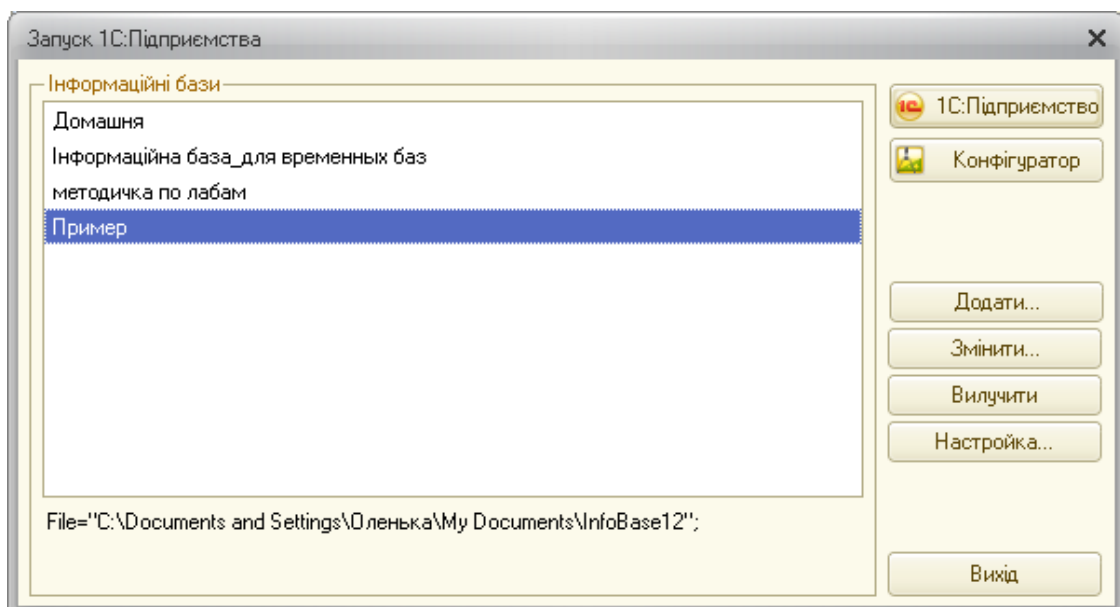 Запуск 1С:Підприємства
Інформаційні бази
Домашня
Інформаційна база_для временных баз
методичка по лабам
Пример
File="C:\Documents and Settings\Оленька\My Documents\InfoBase12";
1С:Підприємство
Конфігуратор
Додати...
Змінити...
Вилучити
Настройка...
Вихід